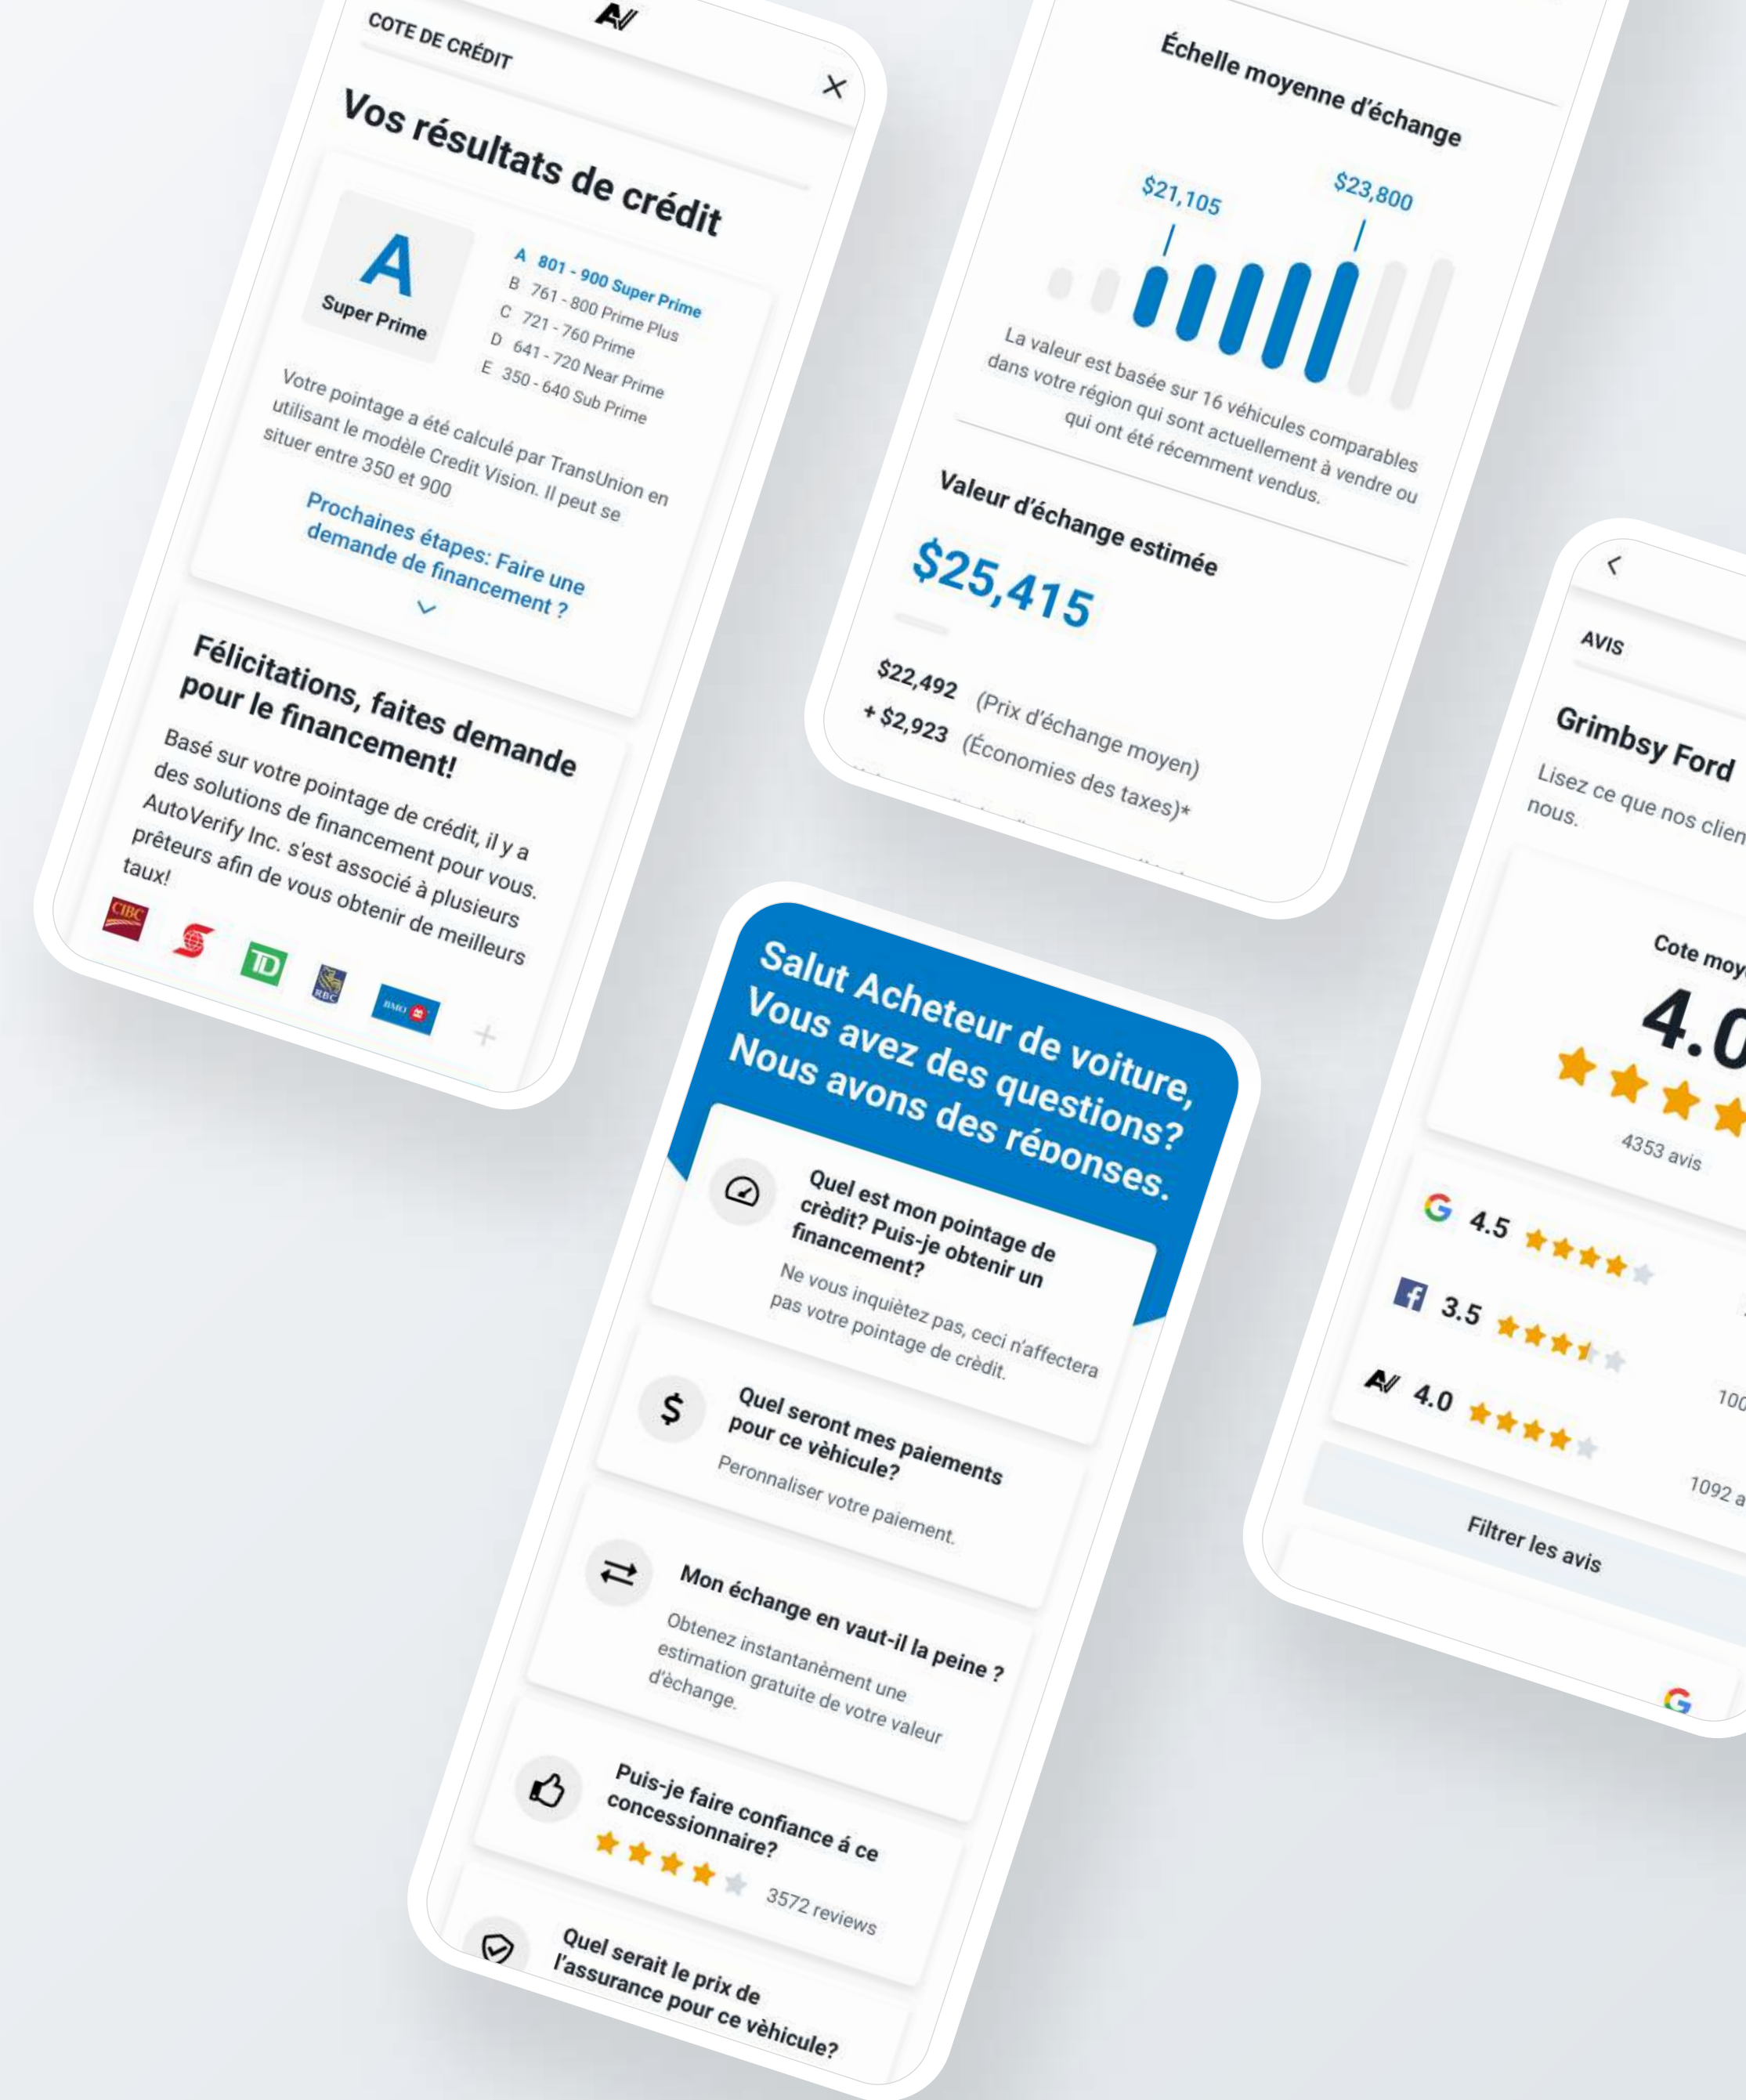 COTE DE CRÉDIT
Vos résultats de crédit
A
Super Prime
A 801 - 900 Super Prime
B 761 - 800 Prime Plus
C 721 - 760 Prime
D 641 - 720 Near Prime
E 350 - 640 Sub Prime
Votre pointage a été calculé par TransUnion en
utilisant le modèle Credit Vision. Il peut se
situer entre 350 et 900
Prochaines étapes: Faire une
demande de financement ?
Félicitations, faites demande
pour le financement!
Basé sur votre pointage de crédit, il y a
des solutions de financement pour vous.
AutoVerify Inc. s'est associé à plusieurs
prêteurs afin de vous obtenir de meilleurs
taux!
CIBC
TD
RBC
BMO
Échelle moyenne d'échange
$21,105
$23,800
La valeur est basée sur 16 véhicules comparables
dans votre région qui sont actuellement à vendre ou
qui ont été récemment vendus.
Valeur d'échange estimée
$25,415
$22,492 (Prix d'échange moyen)
+ $2,923 (Économies des taxes)*
Salut Acheteur de voiture,
Vous avez des questions?
Nous avons des réponses.
Quel est mon pointage de
crèdit? Puis-je obtenir un
financement?
Ne vous inquiètez pas, ceci n'affectera
pas votre pointage de crèdit.
Quel seront mes paiements
pour ce vèhicule?
Peronnaliser votre paiement.
Mon échange en vaut-il la peine ?
Obtenez instantanèment une
estimation gratuite de votre valeur
d'èchange.
Puis-je faire confiance á ce
concessionnaire?
3572 reviews
Quel serait le prix de
l'assurance pour ce vèhicule?
AVIS
Grimbsy Ford
Lisez ce que nos clien
nous.
Cote moy
4.0
4353 avis
G 4.5
f 3.5
100
4.0
1092 a
Filtrer les avis
G